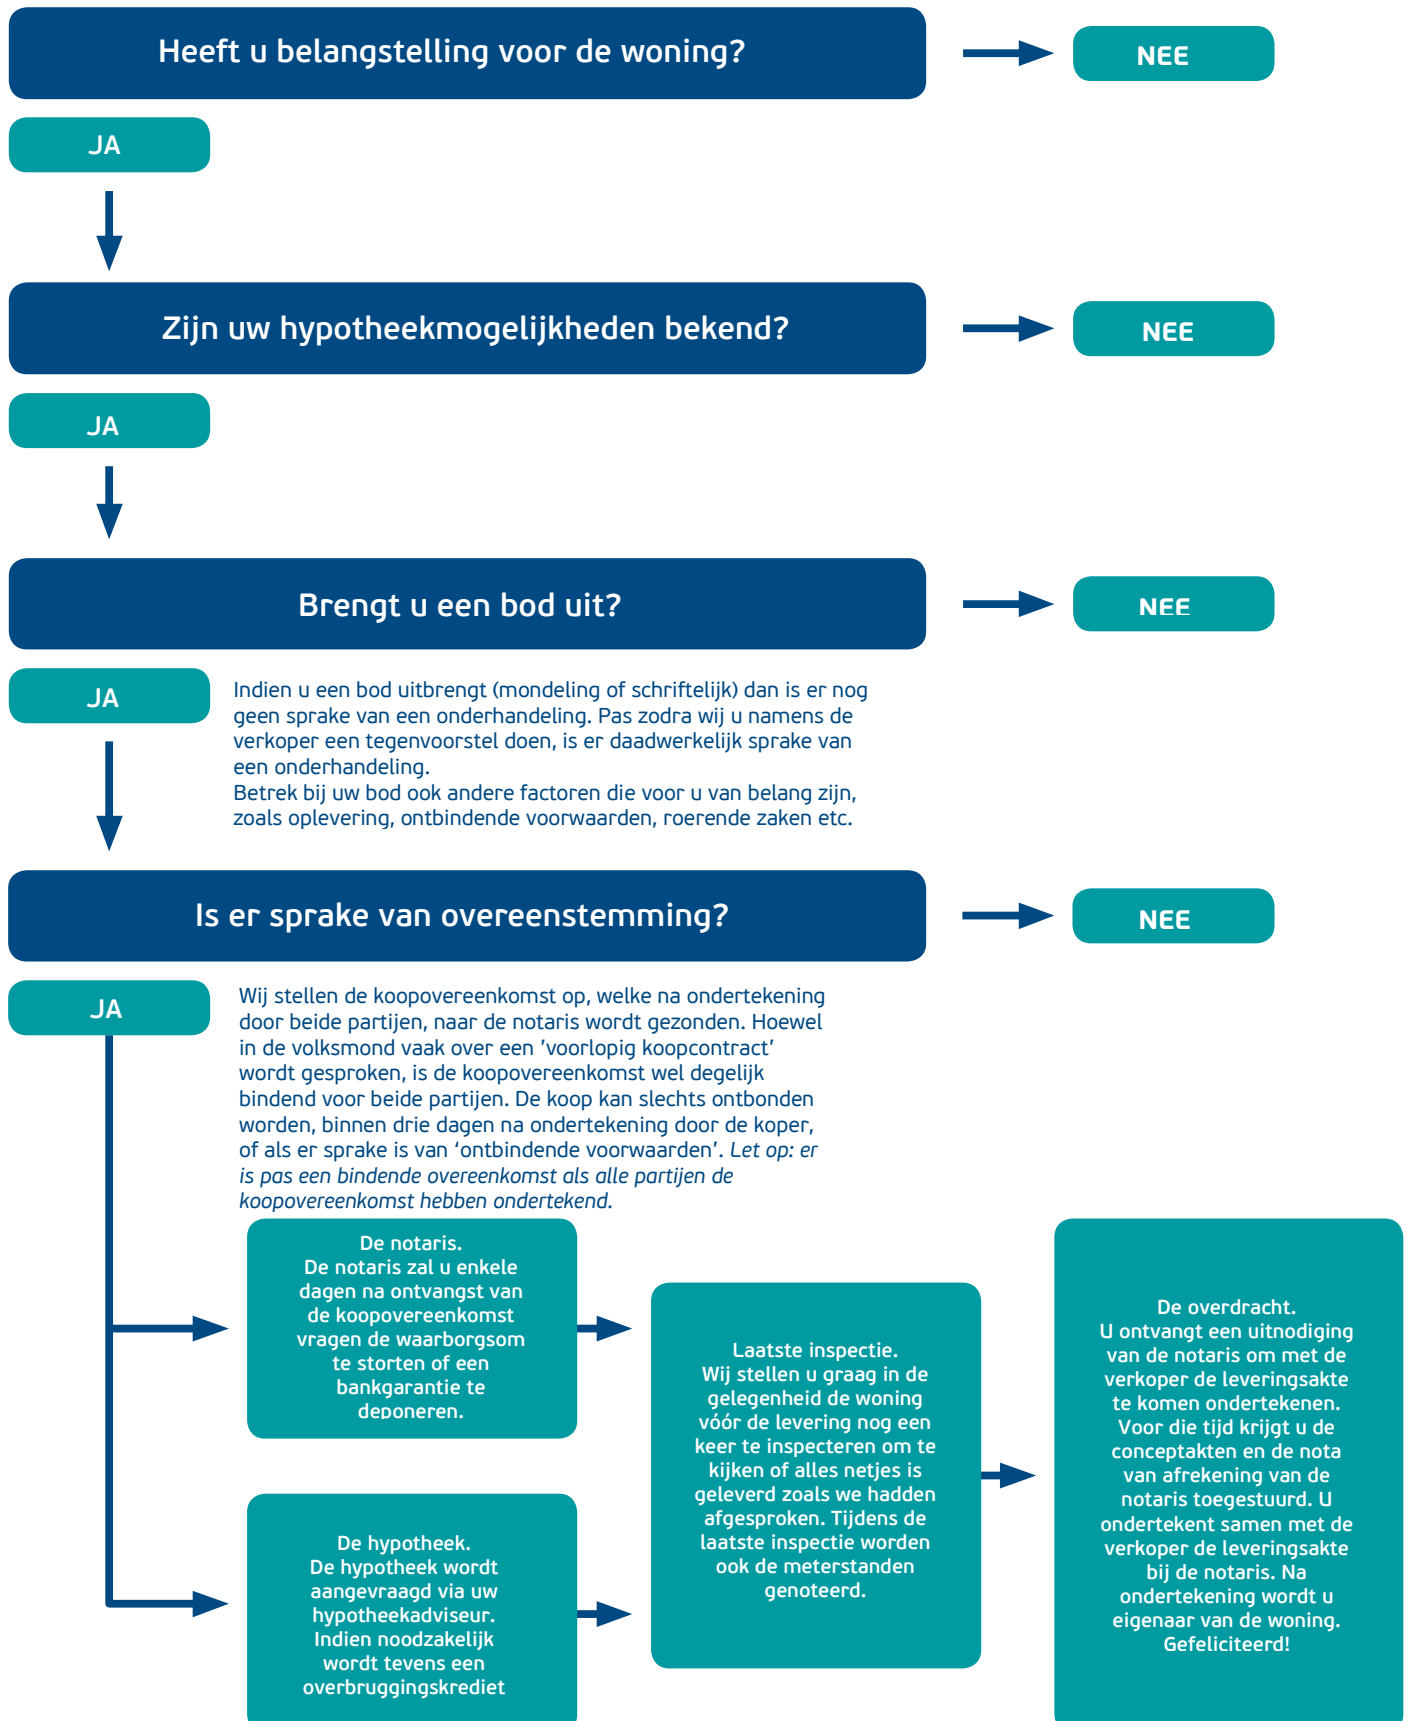 Heeft u belangstelling voor de woning?
NEE
JA
Zijn uw hypotheekmogelijkheden bekend?
NEE
JA
Brengt u een bod uit?
NEE
JA
Indien u een bod uitbrengt (mondeling of schriftelijk) dan is er nog
geen sprake van een onderhandeling. Pas zodra wij u namens de
verkoper een tegenvoorstel doen, is er daadwerkelijk sprake van
een onderhandeling.
Betrek bij uw bod ook andere factoren die voor u van belang zijn,
zoals oplevering, ontbindende voorwaarden, roerende zaken etc.
Is er sprake van overeenstemming?
NEE
JA
Wij stellen de koopovereenkomst op, welke na ondertekening
door beide partijen, naar de notaris wordt gezonden. Hoewel
in de volksmond vaak over een ’voorlopig koopcontract’
wordt gesproken, is de koopovereenkomst wel degelijk
bindend voor beide partijen. De koop kan slechts ontbonden
worden, binnen drie dagen na ondertekening door de koper,
of als er sprake is van ‘ontbindende voorwaarden’. Let op: er
is pas een bindende overeenkomst als alle partijen de
koopovereenkomst hebben ondertekend.
De notaris.
De notaris zal u enkele
dagen na ontvangst van
de koopovereenkomst
vragen de waarborgsom
te storten of een
bankgarantie te
deponeren.
De hypotheek.
De hypotheek wordt
aangevraagd via uw
hypotheekadviseur.
Indien noodzakelijk
wordt tevens een
overbruggingskrediet
Laatste inspectie.
Wij stellen u graag in de
gelegenheid de woning
vóór de levering nog een
keer te inspecteren om te
kijken of alles netjes is
geleverd zoals we hadden
afgesproken. Tijdens de
laatste inspectie worden
ook de meterstanden
genoteerd.
De overdracht.
U ontvangt een uitnodiging
van de notaris om met de
verkoper de leveringsakte
te komen ondertekenen.
Voor die tijd krijgt u de
conceptakten en de nota
van afrekening van de
notaris toegestuurd. U
ondertekent samen met de
verkoper de leveringsakte
bij de notaris. Na
ondertekening wordt u
eigenaar van de woning.
Gefeliciteerd!